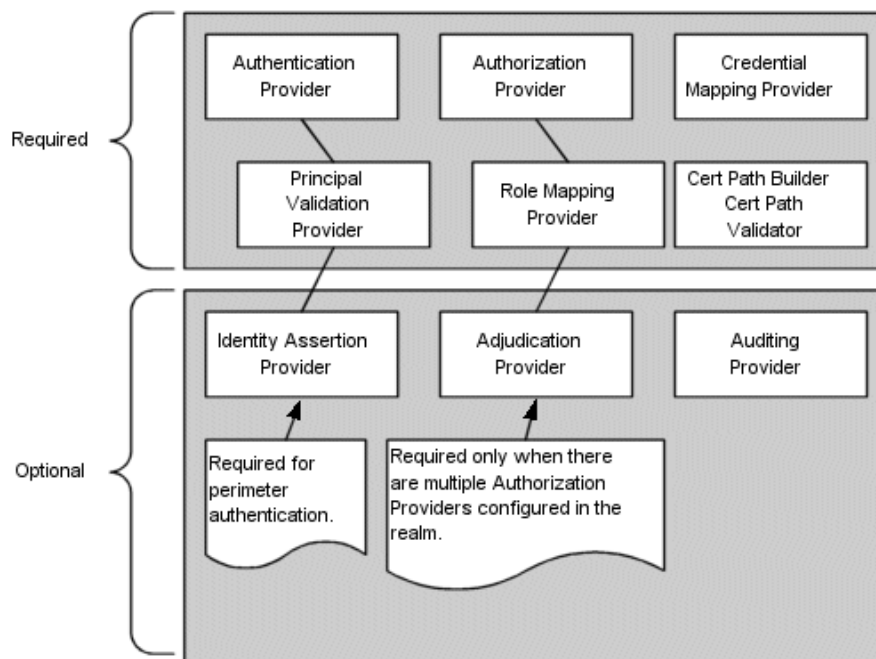 Authentication
Provider
Authorization
Provider
Credential
Mapping Provider
Required
Principal
Validation
Provider
Role Mapping
Provider
Cert Path Builder
Cert Path
Validator
Identity Assertion
Provider
Adjudication
Provider
Auditing
Provider
Optional
Required for
perimeter
authentication.
Required only when there
are multiple Authorization
Providers configured in the
realm.